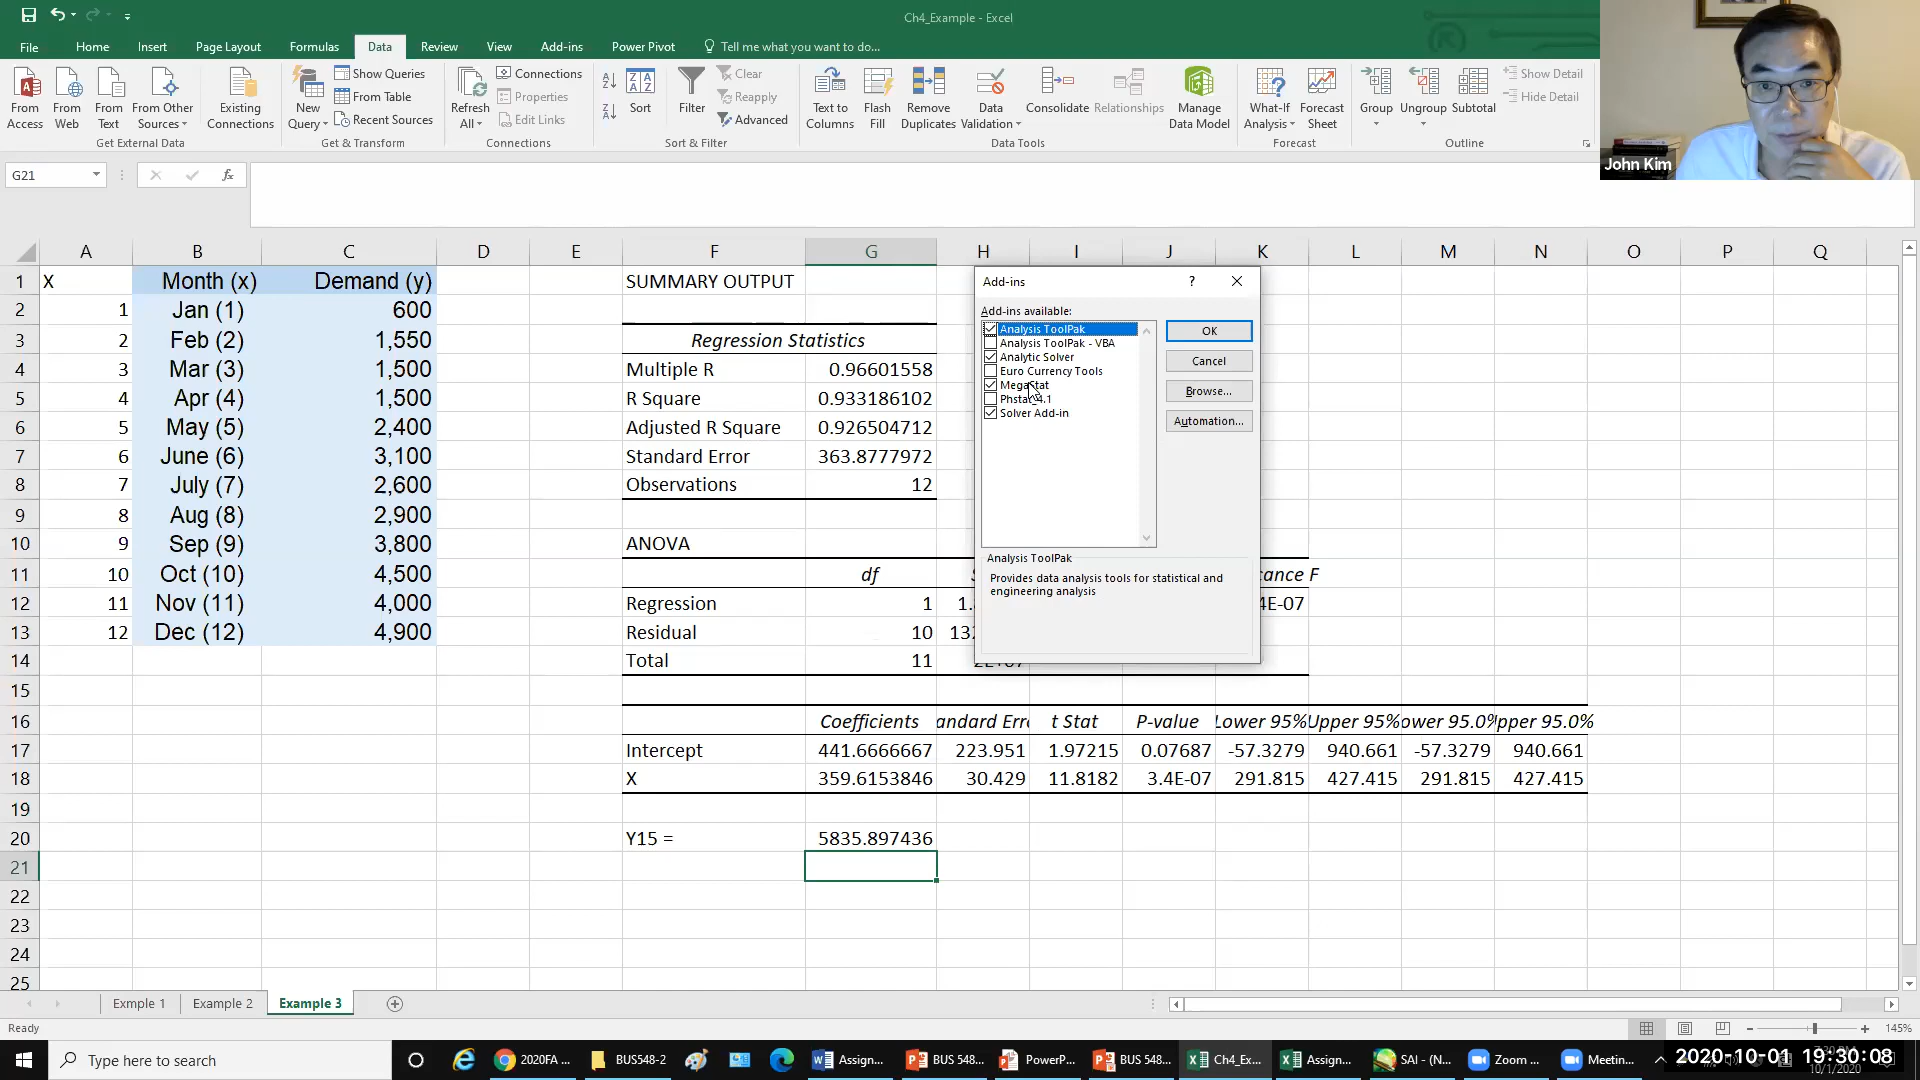 Ch4_Example - Excel
File Home Insert Page Layout Formulas Data Review View Add-ins Power Pivot Tell me what you want to do...
From Access
From Web
From Text
From Other Sources
Existing Connections
Get External Data
New Query
Show Queries
From Table
Recent Sources
Get & Transform
Refresh All
Connections
Properties
Edit Links
Connections
Sort
Filter
Clear
Reapply
Advanced
Sort & Filter
Text to Columns
Flash Fill
Remove Duplicates
Data Validation
Consolidate
Relationships
Manage Data Model
Data Tools
What-If Analysis
Forecast Sheet
Forecast
Group
Ungroup
Subtotal
Show Detail
Hide Detail
Outline
John Kim
G21
fx
A B C D E F G H I J K L M N O P Q
1 X Month (x) Demand (y) SUMMARY OUTPUT
2 1 Jan (1) 600
3 2 Feb (2) 1,550 Regression Statistics
4 3 Mar (3) 1,500 Multiple R 0.96601558
5 4 Apr (4) 1,500 R Square 0.933186102
6 5 May (5) 2,400 Adjusted R Square 0.926504712
7 6 June (6) 3,100 Standard Error 363.8777972
8 7 July (7) 2,600 Observations 12
9 8 Aug (8) 2,900
10 9 Sep (9) 3,800 ANOVA
11 10 Oct (10) 4,500 df cance F
12 11 Nov (11) 4,000 Regression 1 1. 4E-07
13 12 Dec (12) 4,900 Residual 10 132
14 Total 11
15
16 Coefficients andard Erro t Stat P-value Lower 95% Upper 95% ower 95.0% pper 95.0%
17 Intercept 441.6666667 223.951 1.97215 0.07687 -57.3279 940.661 -57.3279 940.661
18 X 359.6153846 30.429 11.8182 3.4E-07 291.815 427.415 291.815 427.415
19
20 Y15 = 5835.897436
21
22
23
24
25
Add-ins ?
Add-ins available:
Analysis ToolPak
Analysis ToolPak - VBA
Analytic Solver
Euro Currency Tools
MegaStat
4.1
Solver Add-in
OK
Cancel
Browse...
Automation...
Analysis ToolPak
Provides data analysis tools for statistical and
engineering analysis
Exmple 1 Example 2 Example 3
Ready 145%
Type here to search 2020FA ... BUS548-2 Assign... BUS 548... PowerP... BUS 548... Ch4_Ex... Assign... SAI - (N... Zoom ... Meetin...
2020-10-01 19:30:08
10/1/2020